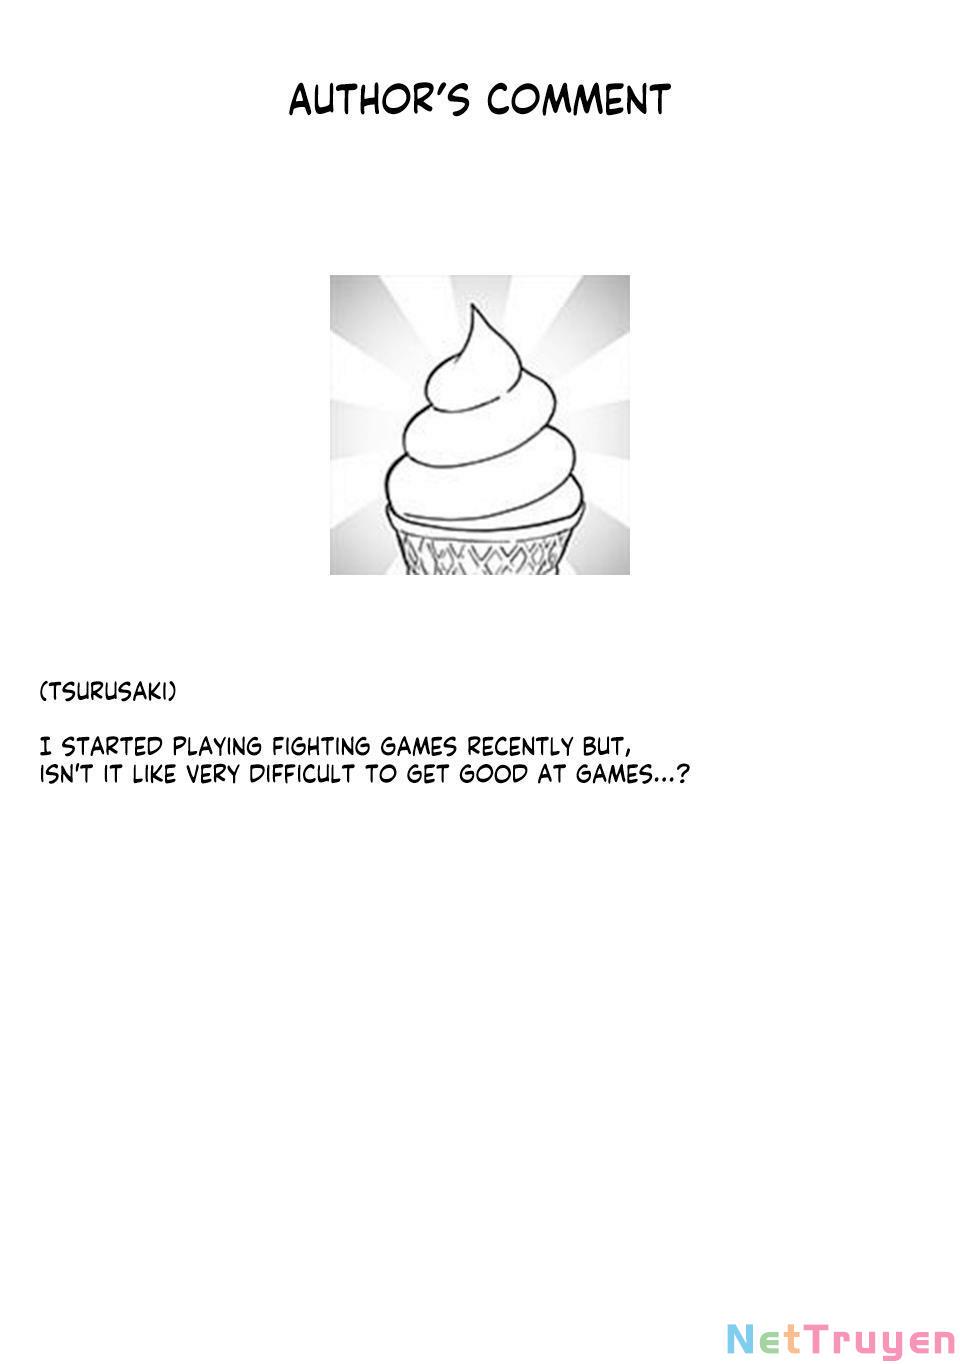 AUTHOR'S COMMENT
(TSURUSAKI)
I STARTED PLAYING FIGHTING GAMES RECENTLY BUT,
ISN'T IT LIKE VERY DIFFICULT TO GET GOOD AT GAMES...?
NetTruyen